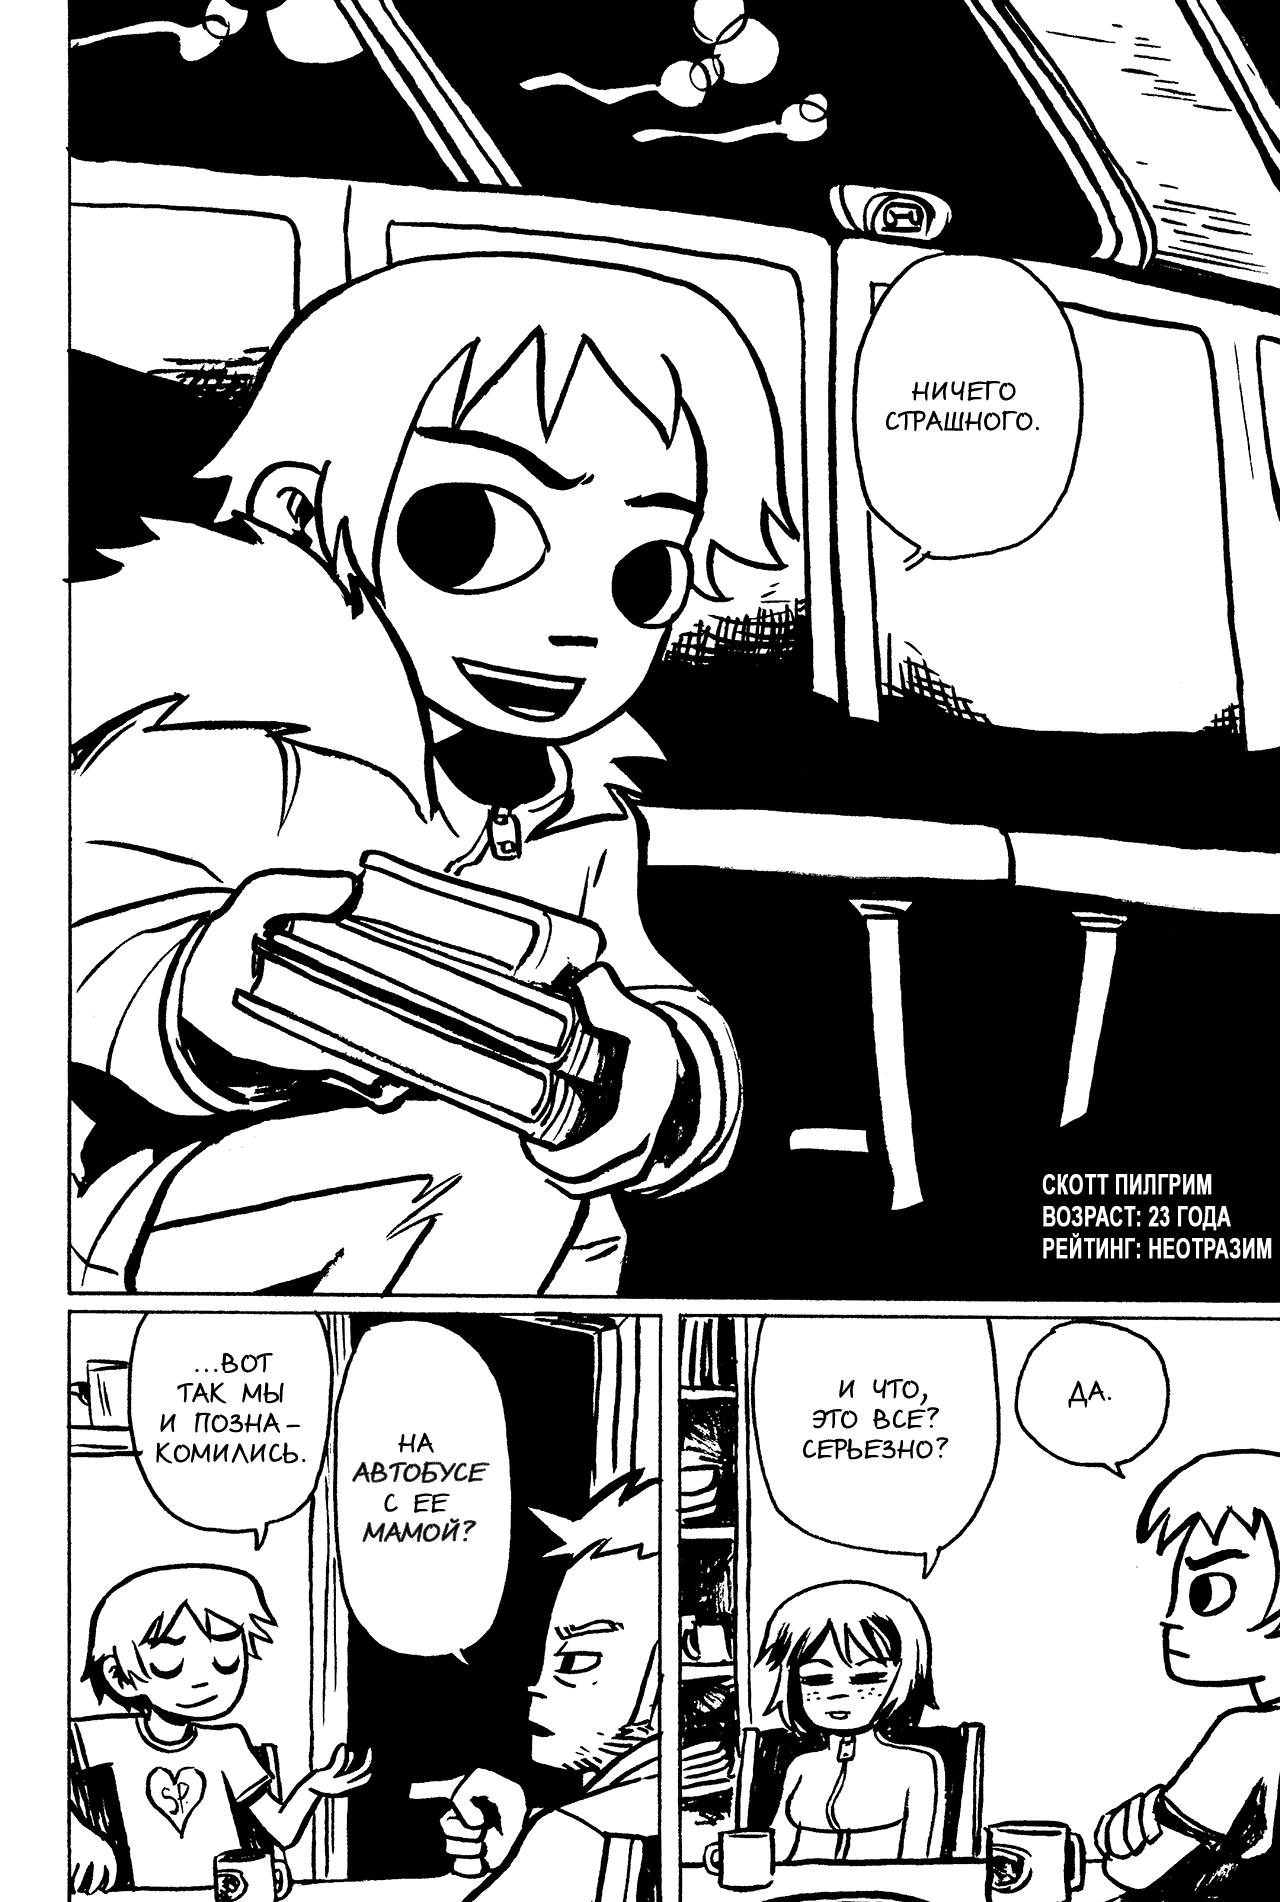 НИЧЕГО
СТРАШНОГО.
СКОТТ ПИЛГРИМ
ВОЗРАСТ: 23 ГОДА
РЕЙТИНГ: НЕОТРАЗИМ
...ВОТ
ТАК МЫ
И ПОЗНА-
КОМИЛИСЬ.
НА
АВТОБУСЕ
С ЕЕ
МАМОЙ?
SP
И ЧТО,
ЭТО ВСЕ?
СЕРЬЕЗНО?
ДА.